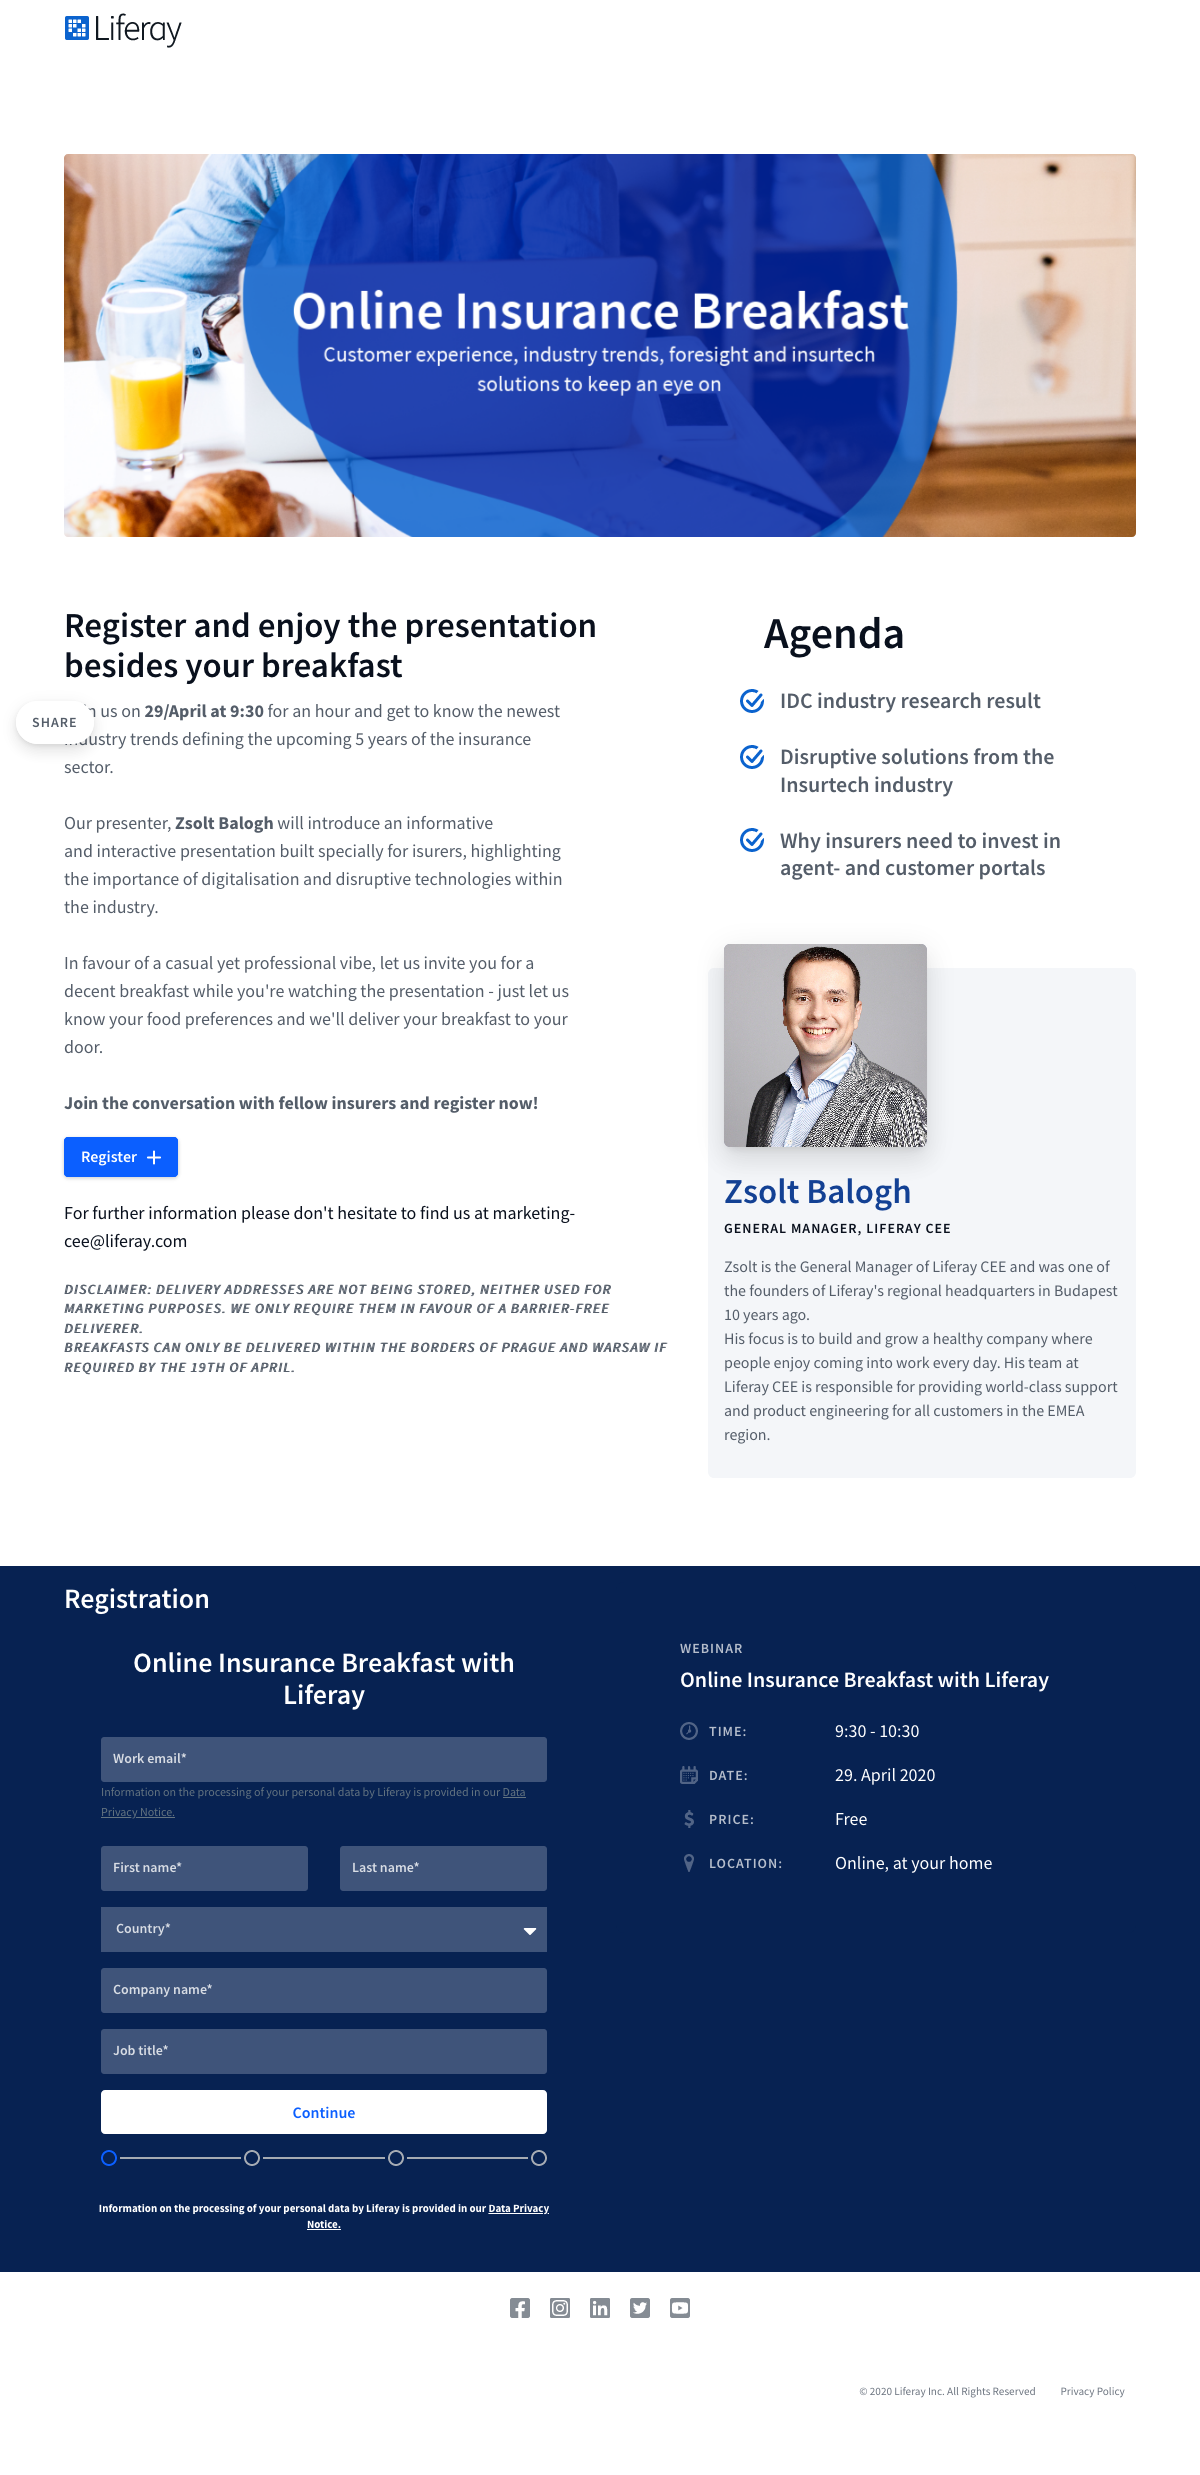 Liferay
Online Insurance Breakfast
Customer experience, industry trends, foresight and insurtech
solutions to keep an eye on
Register and enjoy the presentation
besides your breakfast
SHARE
n us on 29/April at 9:30 for an hour and get to know the newest
industry trends defining the upcoming 5 years of the insurance
sector.
Our presenter, Zsolt Balogh will introduce an informative
and interactive presentation built specially for isurers, highlighting
the importance of digitalisation and disruptive technologies within
the industry.
In favour of a casual yet professional vibe, let us invite you for a
decent breakfast while you're watching the presentation - just let us
know your food preferences and we'll deliver your breakfast to your
door.
Join the conversation with fellow insurers and register now!
Register
For further information please don't hesitate to find us at marketing-
cee@liferay.com
DISCLAIMER: DELIVERY ADDRESSES ARE NOT BEING STORED, NEITHER USED FOR
MARKETING PURPOSES. WE ONLY REQUIRE THEM IN FAVOUR OF A BARRIER-FREE
DELIVERER.
BREAKFASTS CAN ONLY BE DELIVERED WITHIN THE BORDERS OF PRAGUE AND WARSAW IF
REQUIRED BY THE 19TH OF APRIL.
Agenda
IDC industry research result
Disruptive solutions from the
Insurtech industry
Why insurers need to invest in
agent- and customer portals
Zsolt Balogh
GENERAL MANAGER, LIFERAY CEE
Zsolt is the General Manager of Liferay CEE and was one of
the founders of Liferay's regional headquarters in Budapest
10 years ago.
His focus is to build and grow a healthy company where
people enjoy coming into work every day. His team at
Liferay CEE is responsible for providing world-class support
and product engineering for all customers in the EMEA
region.
Registration
Online Insurance Breakfast with
Liferay
Work email*
Information on the processing of your personal data by Liferay is provided in our Data
Privacy Notice.
First name* Last name*
Country*
Company name*
Job title*
Continue
Information on the processing of your personal data by Liferay is provided in our Data Privacy
Notice.
WEBINAR
Online Insurance Breakfast with Liferay
TIME: 9:30 - 10:30
DATE: 29. April 2020
PRICE: Free
LOCATION: Online, at your home
© 2020 Liferay Inc. All Rights Reserved Privacy Policy